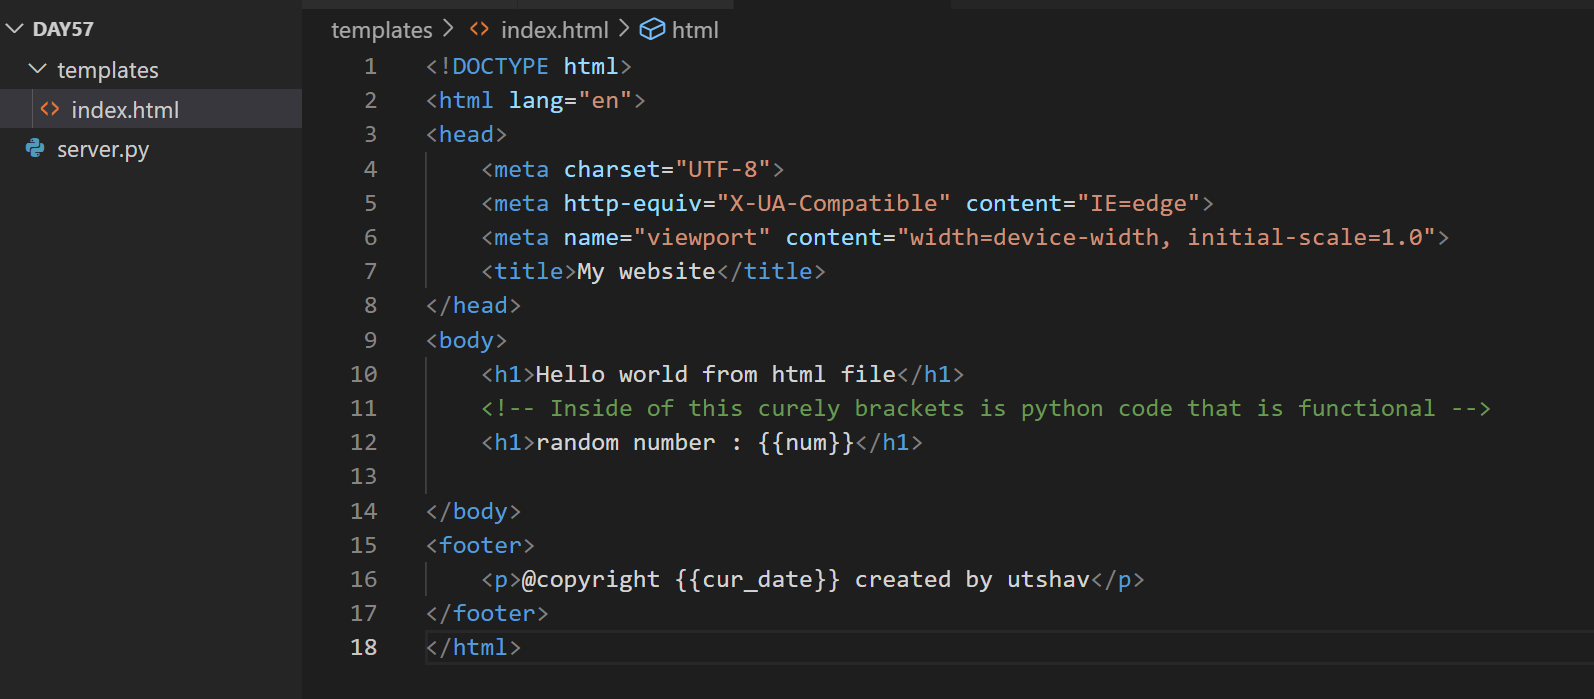 DAY57
templates
index.html
server.py
templates > index.html > html
1 <!DOCTYPE html>
2 <html lang="en">
3 <head>
4     <meta charset="UTF-8">
5     <meta http-equiv="X-UA-Compatible" content="IE=edge">
6     <meta name="viewport" content="width=device-width, initial-scale=1.0">
7     <title>My website</title>
8 </head>
9 <body>
10     <h1>Hello world from html file</h1>
11     <!-- Inside of this curely brackets is python code that is functional -->
12     <h1>random number : {{num}}</h1>
13
14 </body>
15 <footer>
16     <p>@copyright {{cur_date}} created by utshav</p>
17 </footer>
18 </html>